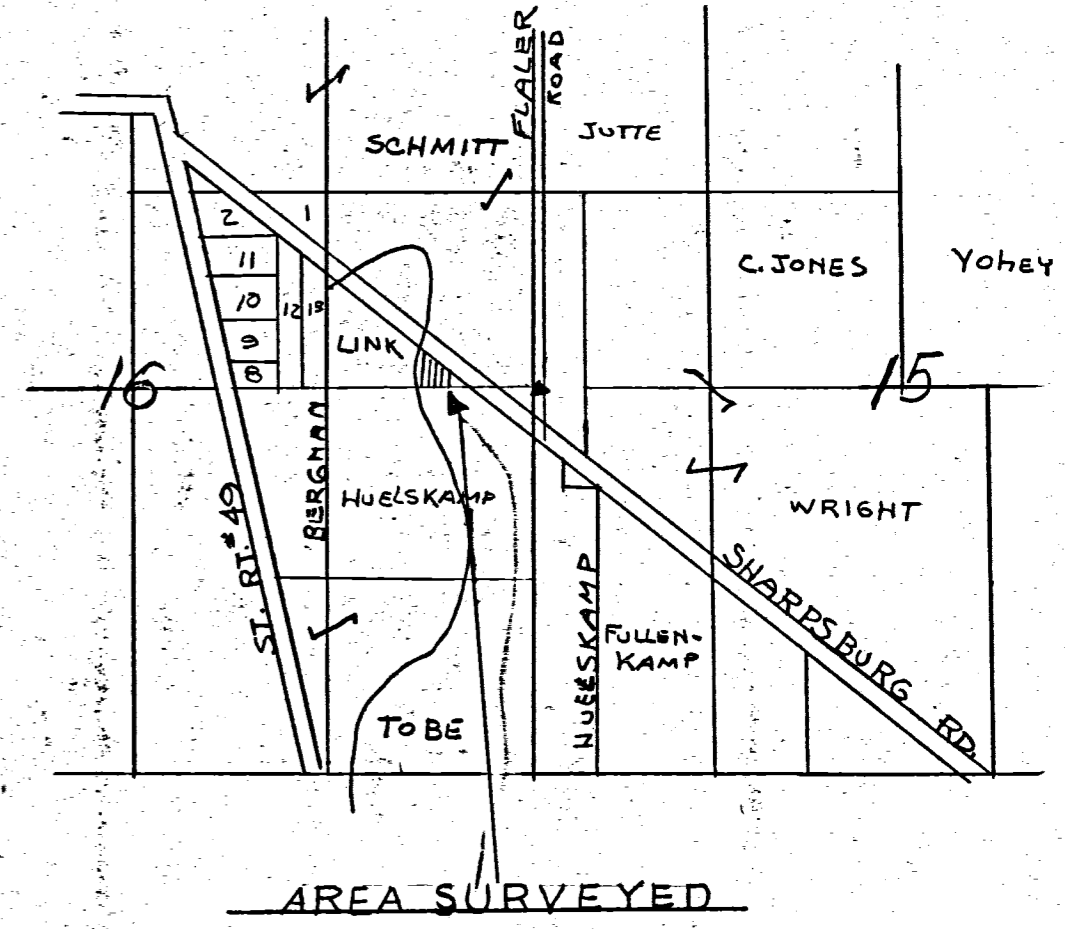 FLALER
ROAD
SCHMITT
JUTTE
2
1
11
C. JONES
YOHEY
10
12
13
9
LINK
8
16
15
BERGMAN
HUELSKAMP
ST. RT. #49
WRIGHT
SHARPSBURG RD.
HUELSKAMP
FULLEN-
KAMP
TOBE
AREA SURVEYED